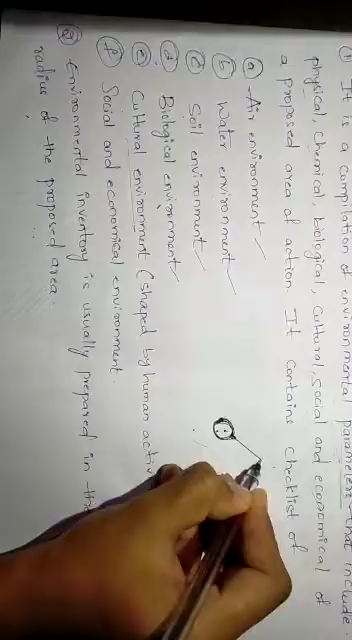 ① It is a compilation of environmental parameters that include
physical, chemical, biological, cultural, social and economical of
a proposed area of action It contains checklist of
ⓐ Air environment
ⓑ Water environment
ⓒ Soil environment
ⓓ Biological environment
ⓔ Cultural environment (shaped by human activ
ⓕ Social and economical environment.
② Environmental inventory is usually prepared in the
radius of the proposed area.